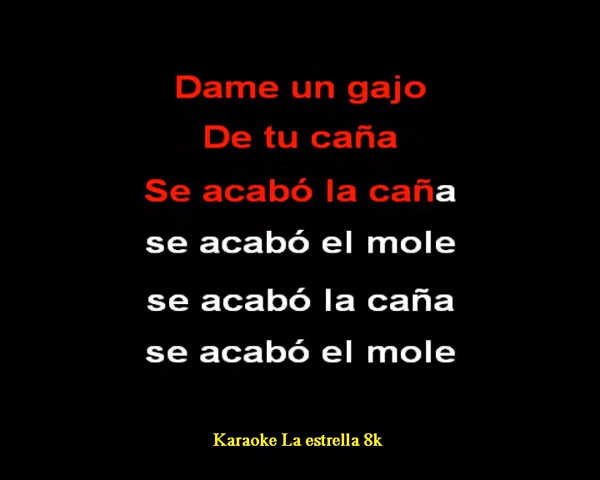 Dame un gajo
De tu caña
Se acabó la caña
se acabó el mole
se acabó la caña
se acabó el mole
Karaoke La estrella 8k